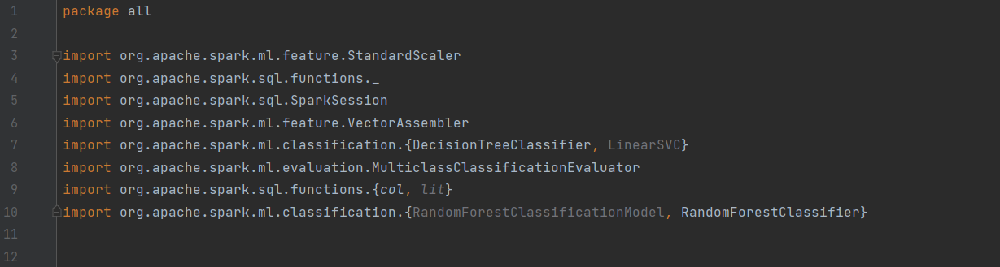 1 package all
2
3 import org.apache.spark.ml.feature.StandardScaler
4 import org.apache.spark.sql.functions._
5 import org.apache.spark.sql.SparkSession
6 import org.apache.spark.ml.feature.VectorAssembler
7 import org.apache.spark.ml.classification.{DecisionTreeClassifier, LinearSVC}
8 import org.apache.spark.ml.evaluation.MulticlassClassificationEvaluator
9 import org.apache.spark.sql.functions.{col, lit}
10 import org.apache.spark.ml.classification.{RandomForestClassificationModel, RandomForestClassifier}
11
12